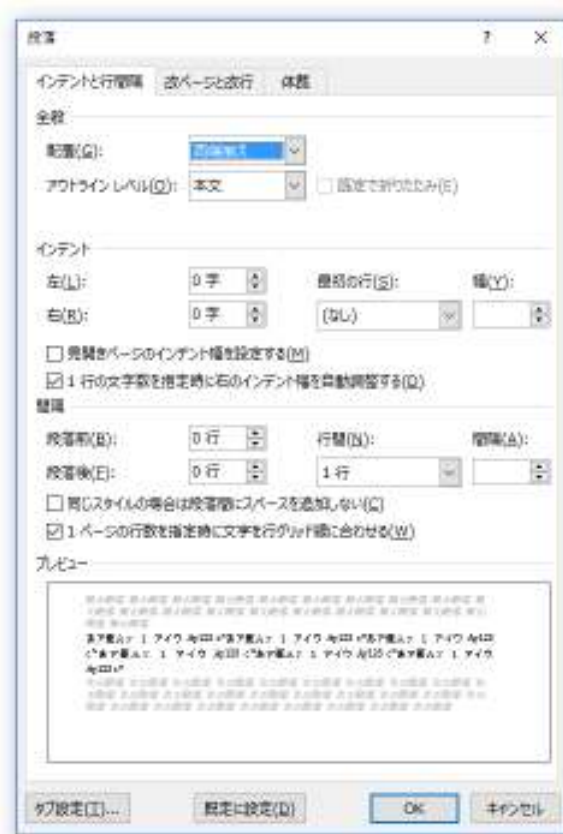 段落 ? ×
インデントと行間隔 改ページと改行 体裁
全般
配置(G): 両端揃え
アウトライン レベル(O): 本文 既定で折りたたみ(E)
インデント
左(L): 0 字 最初の行(S): 幅(Y):
右(R): 0 字 (なし)
見開きページのインデント幅を設定する(M)
1 行の文字数を指定時に右のインデント幅を自動調整する(D)
間隔
段落前(B): 0 行 行間(N): 間隔(A):
段落後(F): 0 行 1 行
同じスタイルの場合は段落間にスペースを追加しない(C)
1 ページの行数を指定時に文字を行グリッド線に合わせる(W)
プレビュー
タブ設定(T)... 既定に設定(D) OK キャンセル